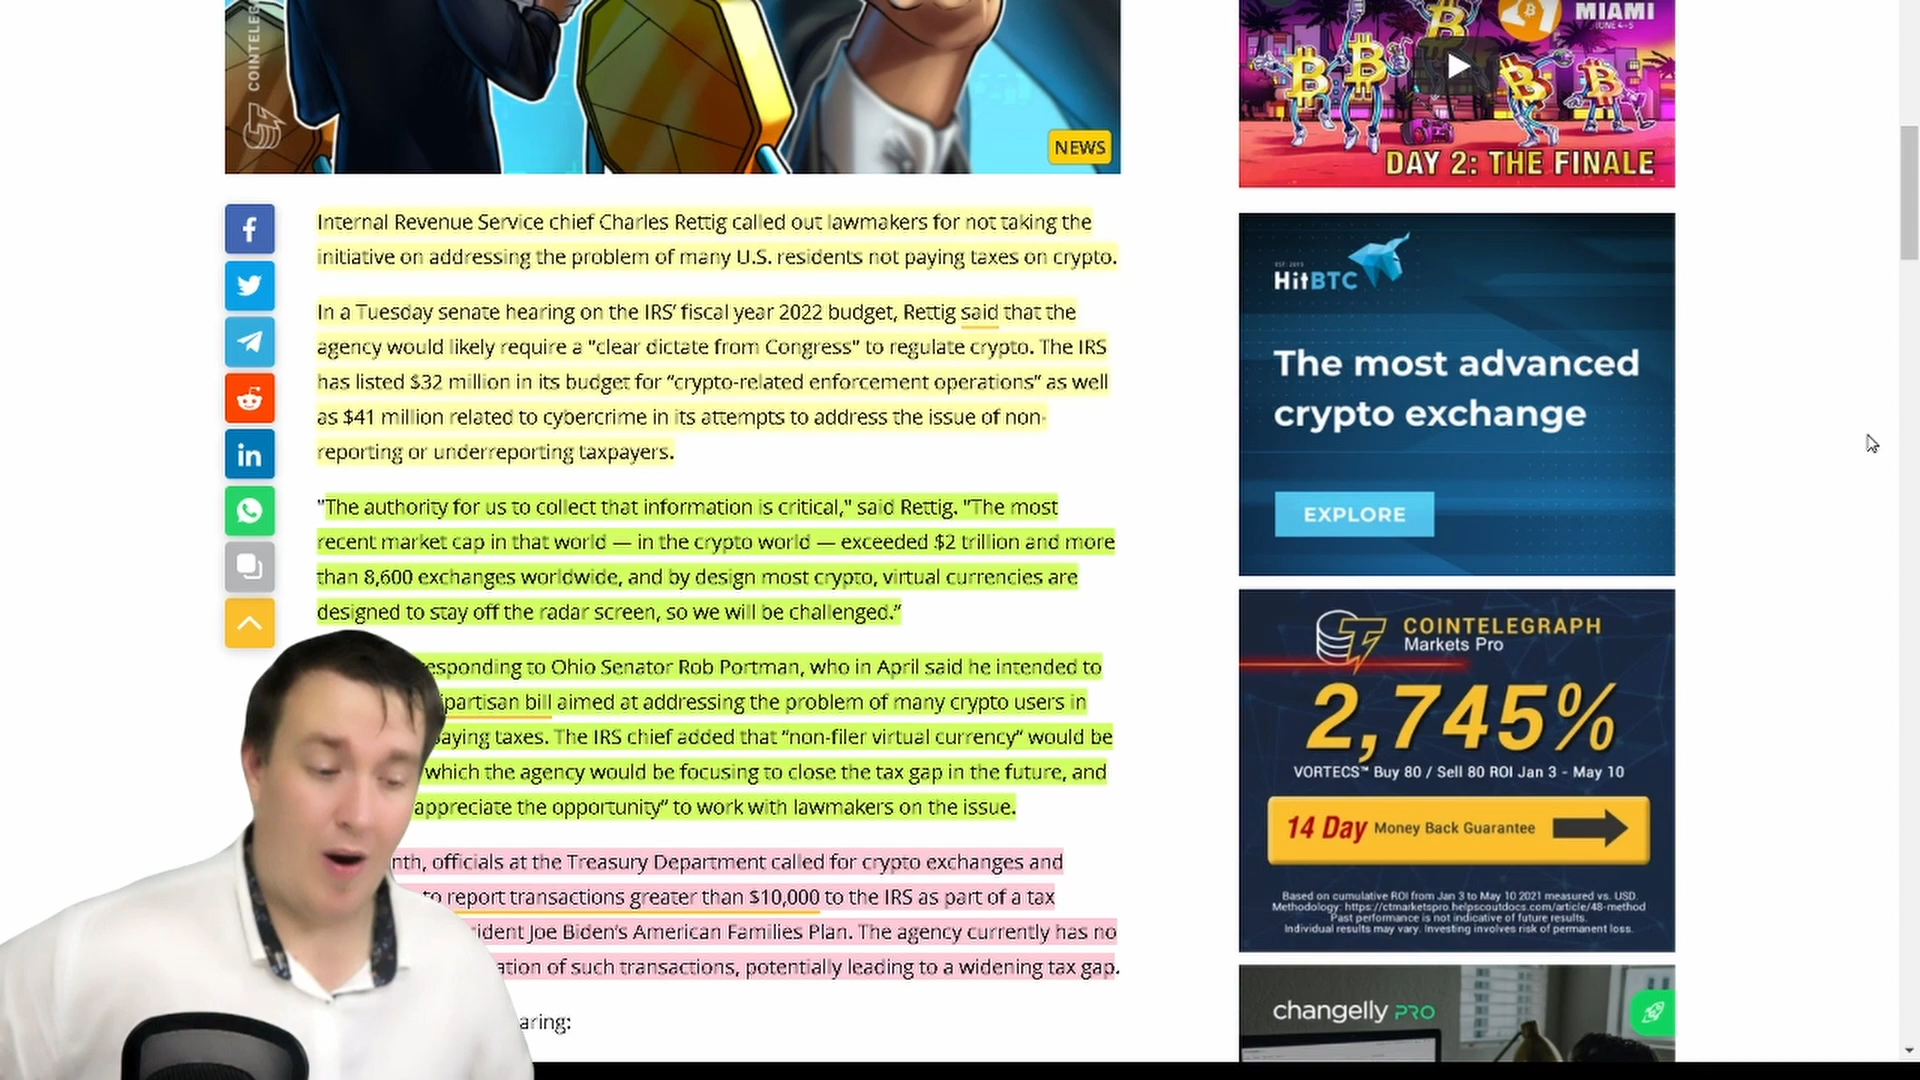 COINTELEG
NEWS
Internal Revenue Service chief Charles Rettig called out lawmakers for not taking the
initiative on addressing the problem of many U.S. residents not paying taxes on crypto.
In a Tuesday senate hearing on the IRS' fiscal year 2022 budget, Rettig said that the
agency would likely require a "clear dictate from Congress" to regulate crypto. The IRS
has listed $32 million in its budget for “crypto-related enforcement operations” as well
as $41 million related to cybercrime in its attempts to address the issue of non-
reporting or underreporting taxpayers.
"The authority for us to collect that information is critical," said Rettig. "The most
recent market cap in that world — in the crypto world — exceeded $2 trillion and more
than 8,600 exchanges worldwide, and by design most crypto, virtual currencies are
designed to stay off the radar screen, so we will be challenged.”
esponding to Ohio Senator Rob Portman, who in April said he intended to
partisan bill aimed at addressing the problem of many crypto users in
aying taxes. The IRS chief added that “non-filer virtual currency” would be
which the agency would be focusing to close the tax gap in the future, and
appreciate the opportunity” to work with lawmakers on the issue.
nth, officials at the Treasury Department called for crypto exchanges and
to report transactions greater than $10,000 to the IRS as part of a tax
ident Joe Biden's American Families Plan. The agency currently has no
ation of such transactions, potentially leading to a widening tax gap.
aring:
MIAMI
JUNE 4-5
DAY 2: THE FINALE
HitBTC
The most advanced
crypto exchange
EXPLORE
COINTELEGRAPH
Markets Pro
2,745%
VORTECS™ Buy 80 / Sell 80 ROI Jan 3 - May 10
14 Day Money Back Guarantee
Based on cumulative ROI from Jan 3 to May 10 2021 measured vs. USD
Methodology: https://ctmarketspro.helpscoutdocs.com/article/48-method
Past performance is not indicative of future results.
Individual results may vary. Investing involves risk of permanent loss.
changelly PRO